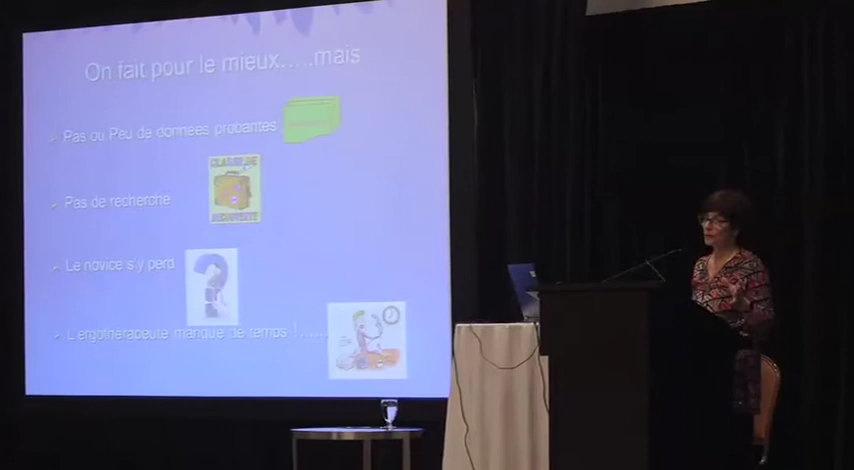 On fait pour le mieux…..mais
Pas ou Peu de données probantes
Pas de recherche
Le novice s'y perd
L'ergothérapeute manque de temps !……